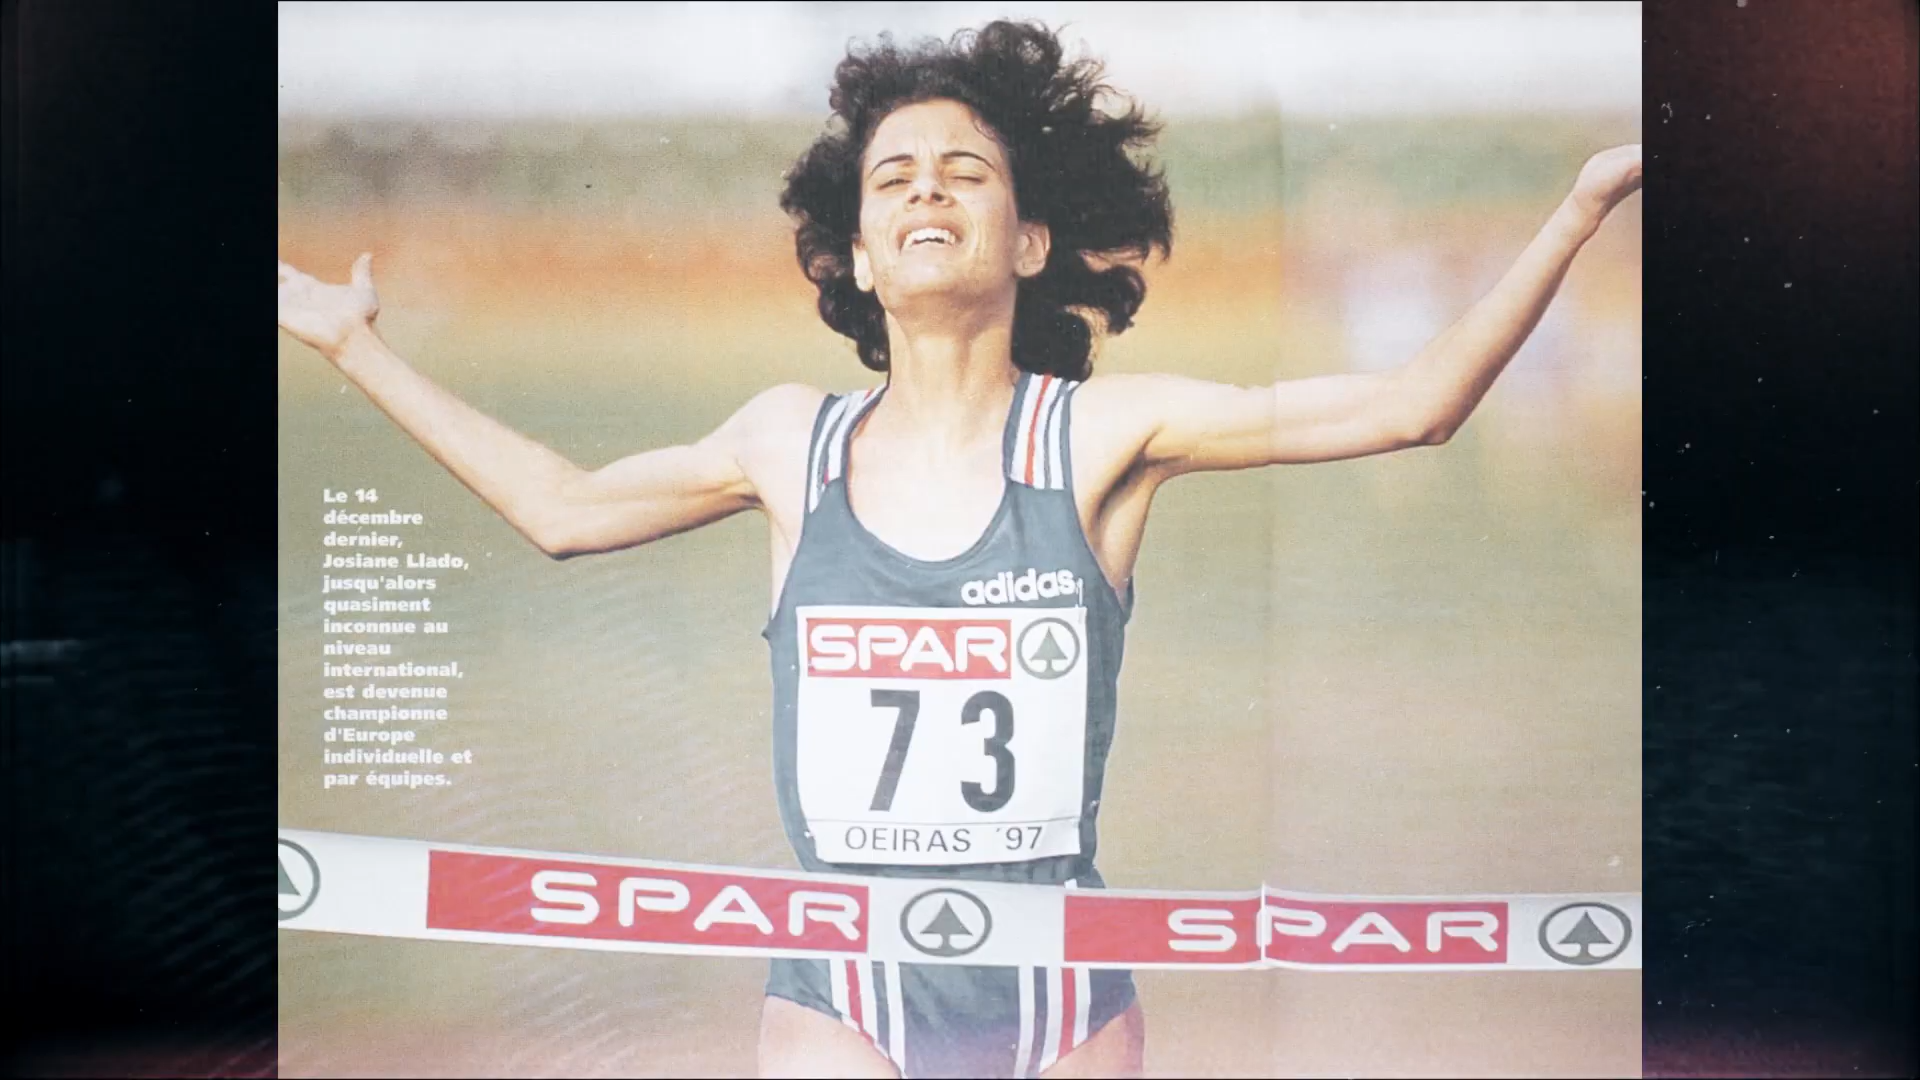 Le 14
décembre
dernier,
Josiane Llado,
jusqu'alors
quasiment
inconnue au
niveau
international,
est devenue
championne
d'Europe
individuelle et
par équipes.
adidas
SPAR
73
OEIRAS '97
SPAR SPAR